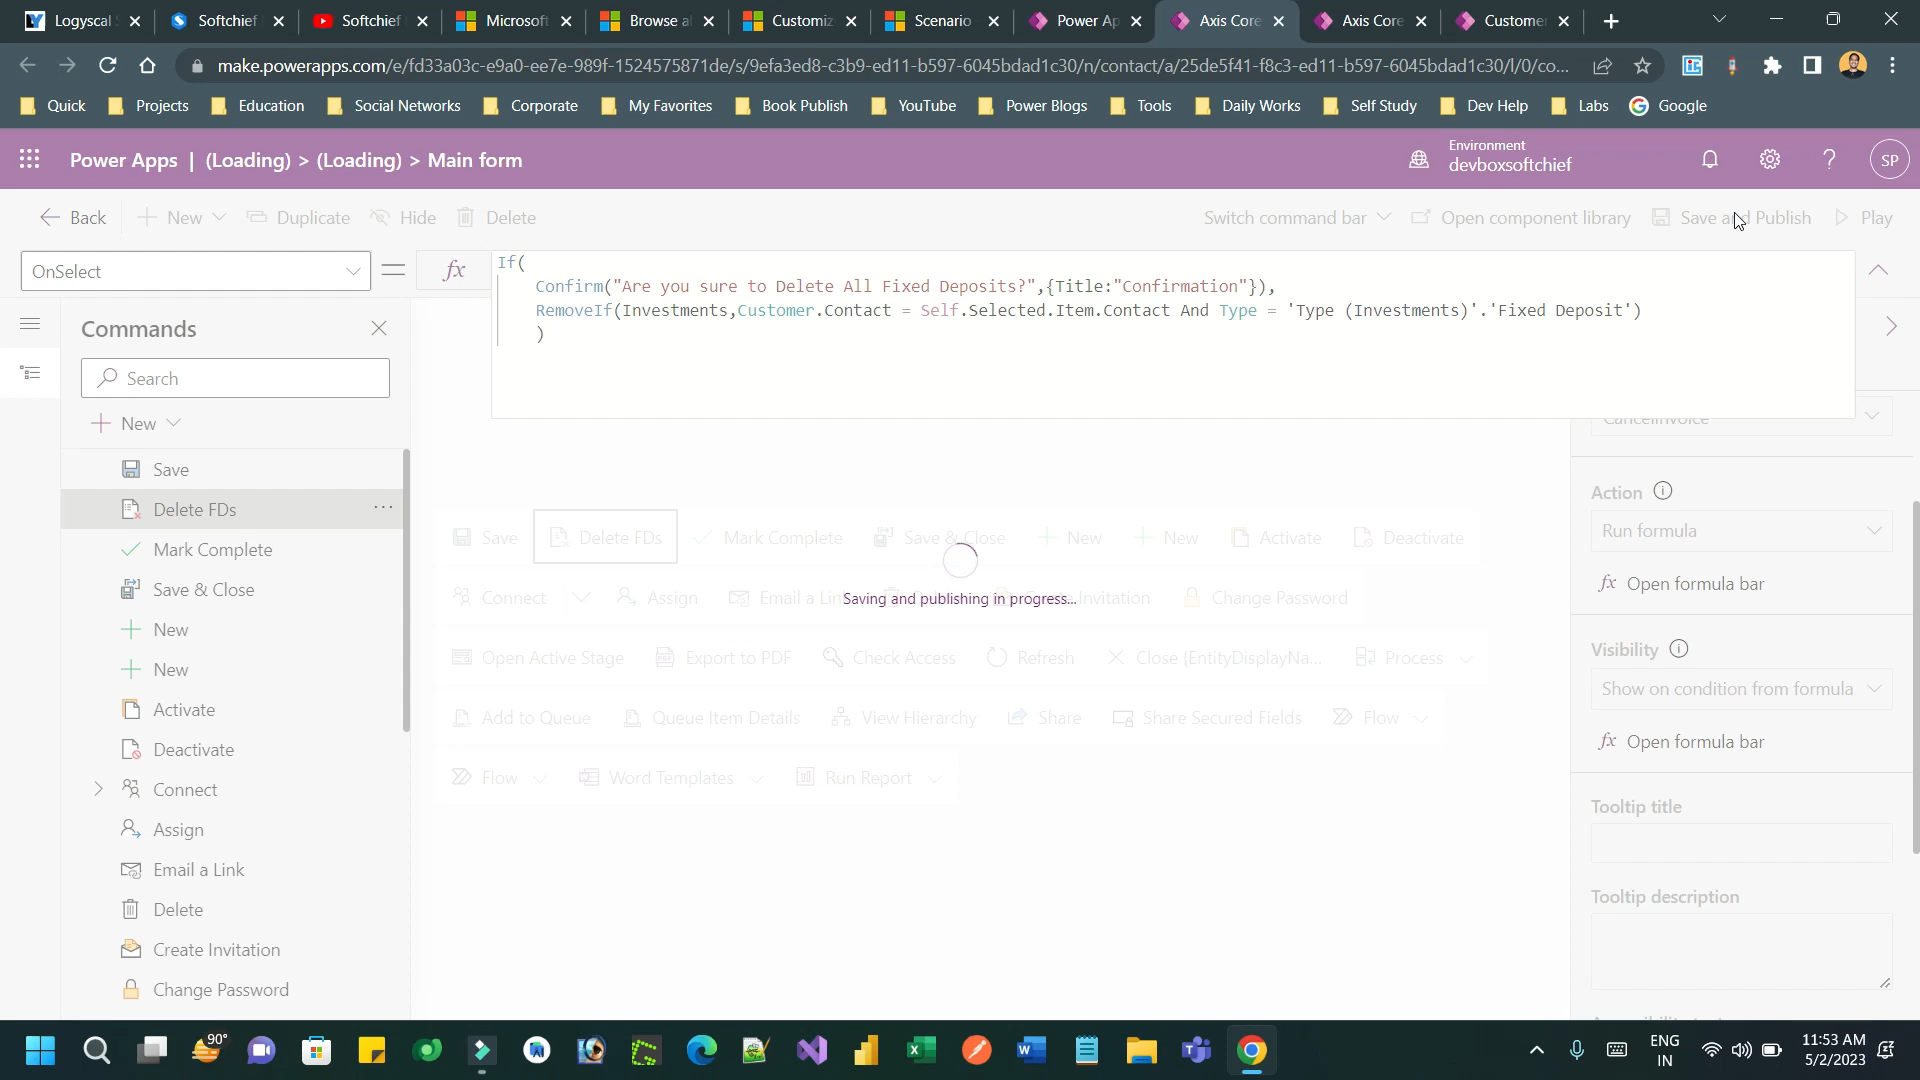 Logyscal
Softchief
Softchief
Microsoft
Browse a
Customiz
Scenario
Power Ap
Axis Core
Axis Core
Custome
make.powerapps.com/e/fd33a03c-e9a0-ee7e-989f-1524575871de/s/9efa3ed8-c3b9-ed11-b597-6045bdad1c30/n/contact/a/25de5f41-f8c3-ed11-b597-6045bdad1c30/l/0/co...
Quick
Projects
Education
Social Networks
Corporate
My Favorites
Book Publish
YouTube
Power Blogs
Tools
Daily Works
Self Study
Dev Help
Labs
Google
Power Apps | (Loading) > (Loading) > Main form
Environment
devboxsoftchief
SP
Back
New
Duplicate
Hide
Delete
Switch command bar
Open component library
Save and Publish
Play
OnSelect
fx
If(
Confirm("Are you sure to Delete All Fixed Deposits?",{Title:"Confirmation"}),
RemoveIf(Investments,Customer.Contact = Self.Selected.Item.Contact And Type = 'Type (Investments)'.'Fixed Deposit')
)
Commands
Search
New
Save
Delete FDs
Mark Complete
Save & Close
New
New
Activate
Deactivate
Connect
Assign
Email a Link
Delete
Create Invitation
Change Password
Save
Delete FDs
Mark Complete
Save & Close
New
New
Activate
Deactivate
Connect
Assign
Email a Link
Saving and publishing in progress...
Invitation
Change Password
Open Active Stage
Export to PDF
Check Access
Refresh
Close {EntityDisplayNa...
Process
Add to Queue
Queue Item Details
View Hierarchy
Share
Share Secured Fields
Flow
Flow
Word Templates
Run Report
CancelInvoice
Action
Run formula
fx Open formula bar
Visibility
Show on condition from formula
fx Open formula bar
Tooltip title
Tooltip description
90°
ENG
IN
11:53 AM
5/2/2023